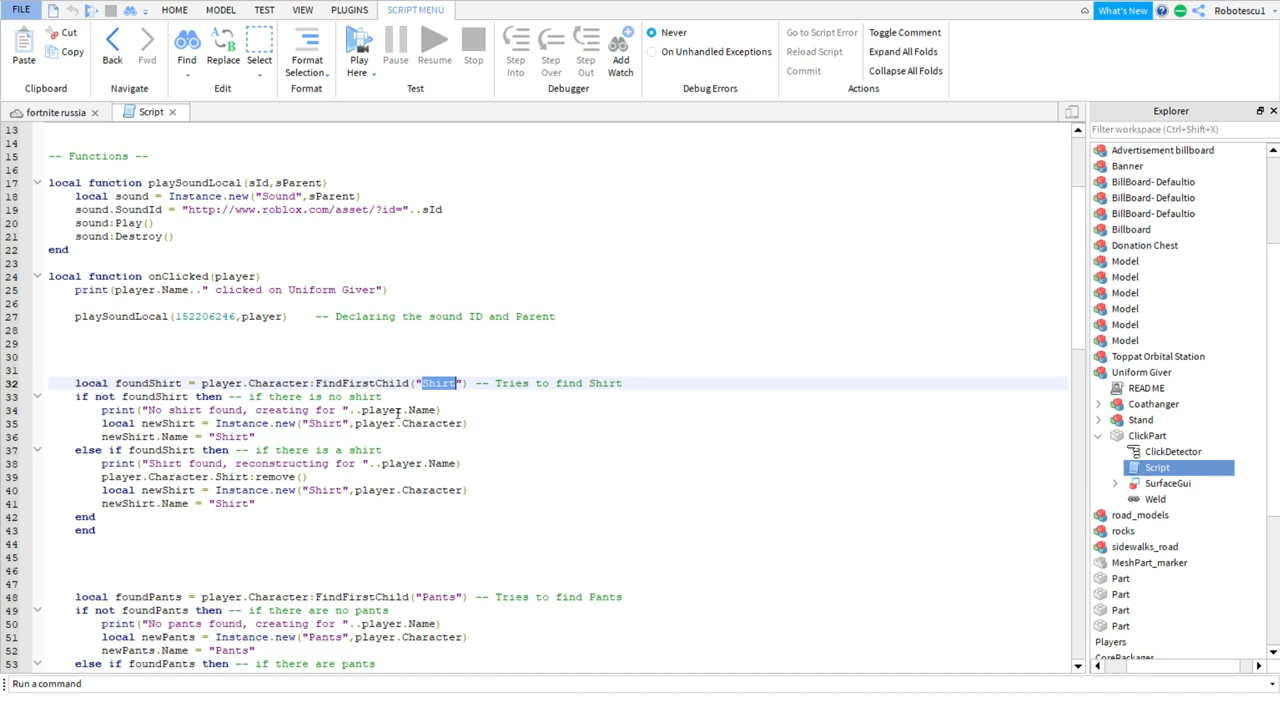 FILE HOME MODEL TEST VIEW PLUGINS SCRIPT MENU What's New Robotescu1
Paste Cut Copy Back Fwd Find Replace Select Format Selection Play Here Pause Resume Stop Step Into Step Over Step Out Add Watch Never On Unhandled Exceptions Go to Script Error Reload Script Commit Toggle Comment Expand All Folds Collapse All Folds
Clipboard Navigate Edit Format Test Debugger Debug Errors Actions
fortnite russia Script
13
14
15 -- Functions --
16
17 local function playSoundLocal(sId,sParent)
18 local sound = Instance.new("Sound",sParent)
19 sound.SoundId = "http://www.roblox.com/asset/?id="..sId
20 sound:Play()
21 sound:Destroy()
22 end
23
24 local function onClicked(player)
25 print(player.Name.." clicked on Uniform Giver")
26
27 playSoundLocal(152206246,player) -- Declaring the sound ID and Parent
28
29
30
31
32 local foundShirt = player.Character:FindFirstChild("Shirt") -- Tries to find Shirt
33 if not foundShirt then -- if there is no shirt
34 print("No shirt found, creating for "..player.Name)
35 local newShirt = Instance.new("Shirt",player.Character)
36 newShirt.Name = "Shirt"
37 else if foundShirt then -- if there is a shirt
38 print("Shirt found, reconstructing for "..player.Name)
39 player.Character.Shirt:remove()
40 local newShirt = Instance.new("Shirt",player.Character)
41 newShirt.Name = "Shirt"
42 end
43 end
44
45
46
47
48 local foundPants = player.Character:FindFirstChild("Pants") -- Tries to find Pants
49 if not foundPants then -- if there are no pants
50 print("No pants found, creating for "..player.Name)
51 local newPants = Instance.new("Pants",player.Character)
52 newPants.Name = "Pants"
53 else if foundPants then -- if there are pants
Explorer
Filter workspace (Ctrl+Shift+X)
Advertisement billboard
Banner
BillBoard- Defaultio
BillBoard- Defaultio
BillBoard- Defaultio
Billboard
Donation Chest
Model
Model
Model
Model
Model
Model
Toppat Orbital Station
Uniform Giver
READ ME
Coathanger
Stand
ClickPart
ClickDetector
Script
SurfaceGui
Weld
road_models
rocks
sidewalks_road
MeshPart_marker
Part
Part
Part
Part
Players
CorePackages
Run a command